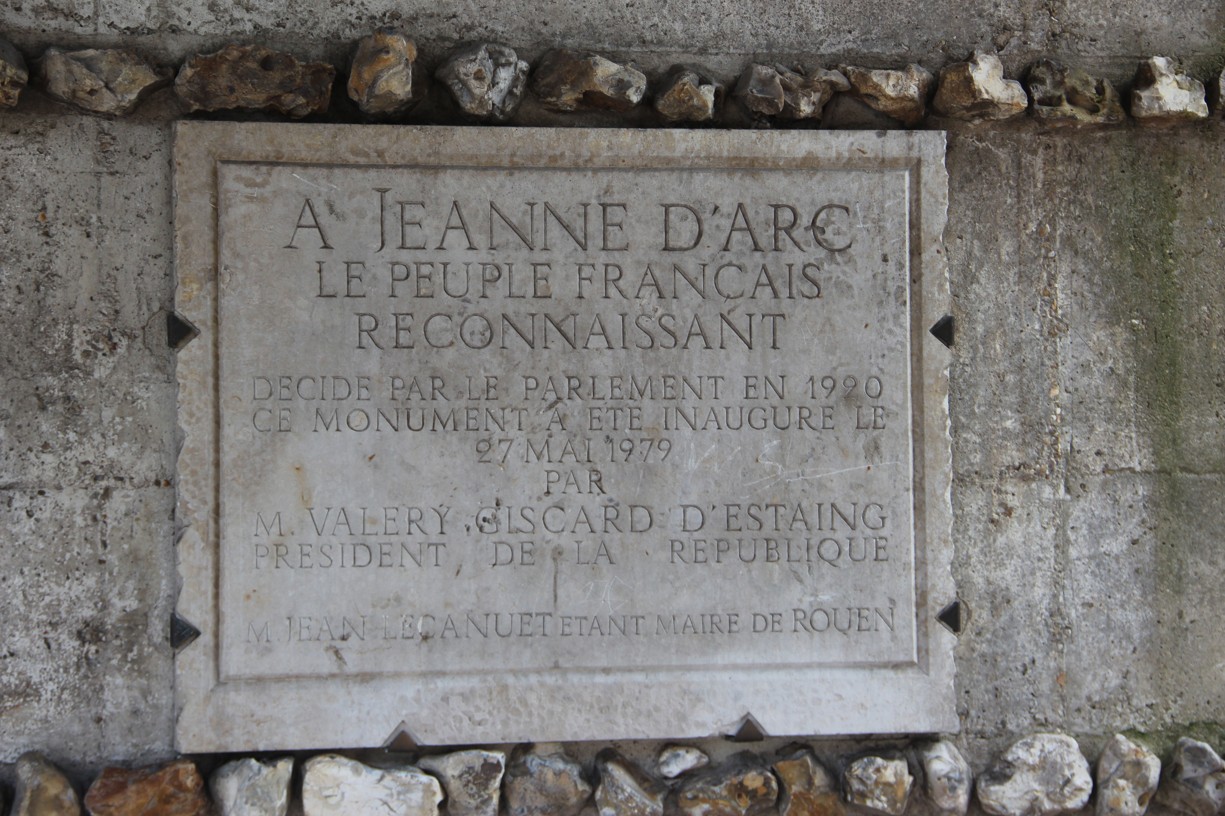 A JEANNE D'ARC
LE PEUPLE FRANÇAIS
RECONNAISSANT
DECIDE PAR LE PARLEMENT EN 1920
CE MONUMENT A ETE INAUGURE LE
27 MAI 1979
PAR
M. VALERY GISCARD D'ESTAING
PRESIDENT DE LA REPUBLIQUE
M. JEAN LECANUET ETANT MAIRE DE ROUEN